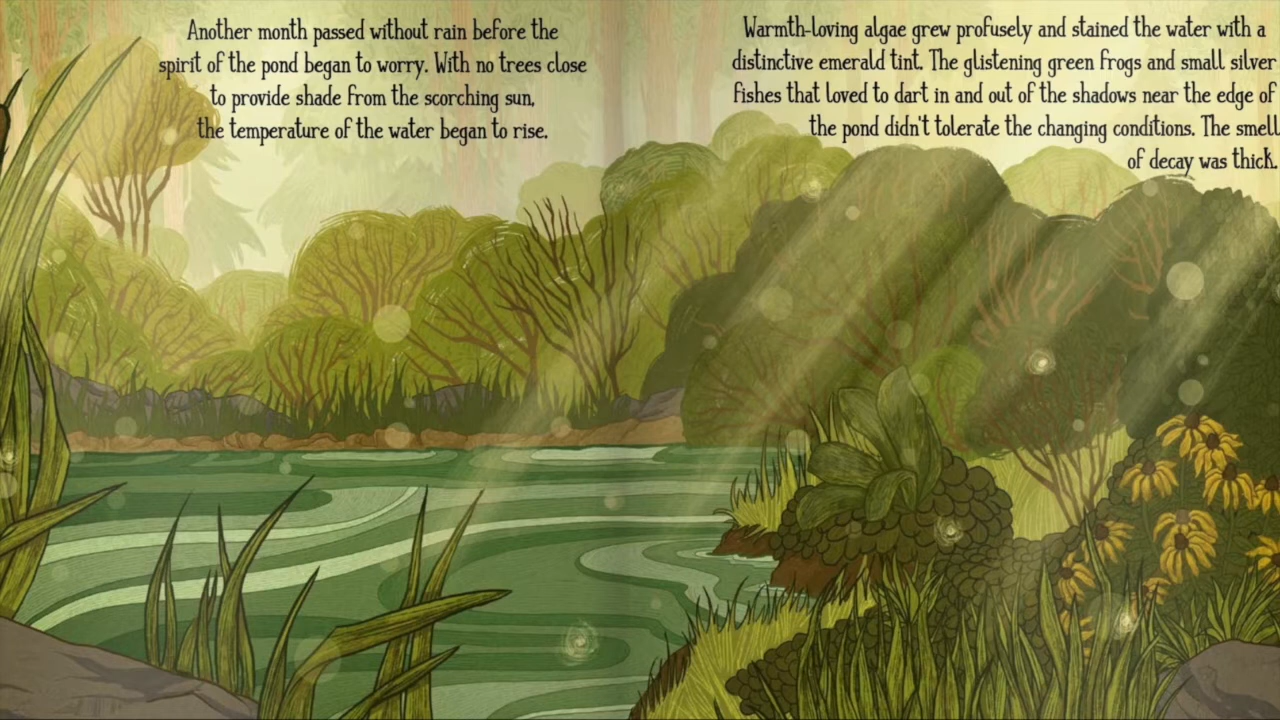 Another month passed without rain before the
spirit of the pond began to worry. With no trees close
to provide shade from the scorching sun,
the temperature of the water began to rise.
Warmth-loving algae grew profusely and stained the water with a
distinctive emerald tint. The glistening green frogs and small silver
fishes that loved to dart in and out of the shadows near the edge of
the pond didn't tolerate the changing conditions. The smell
of decay was thick.